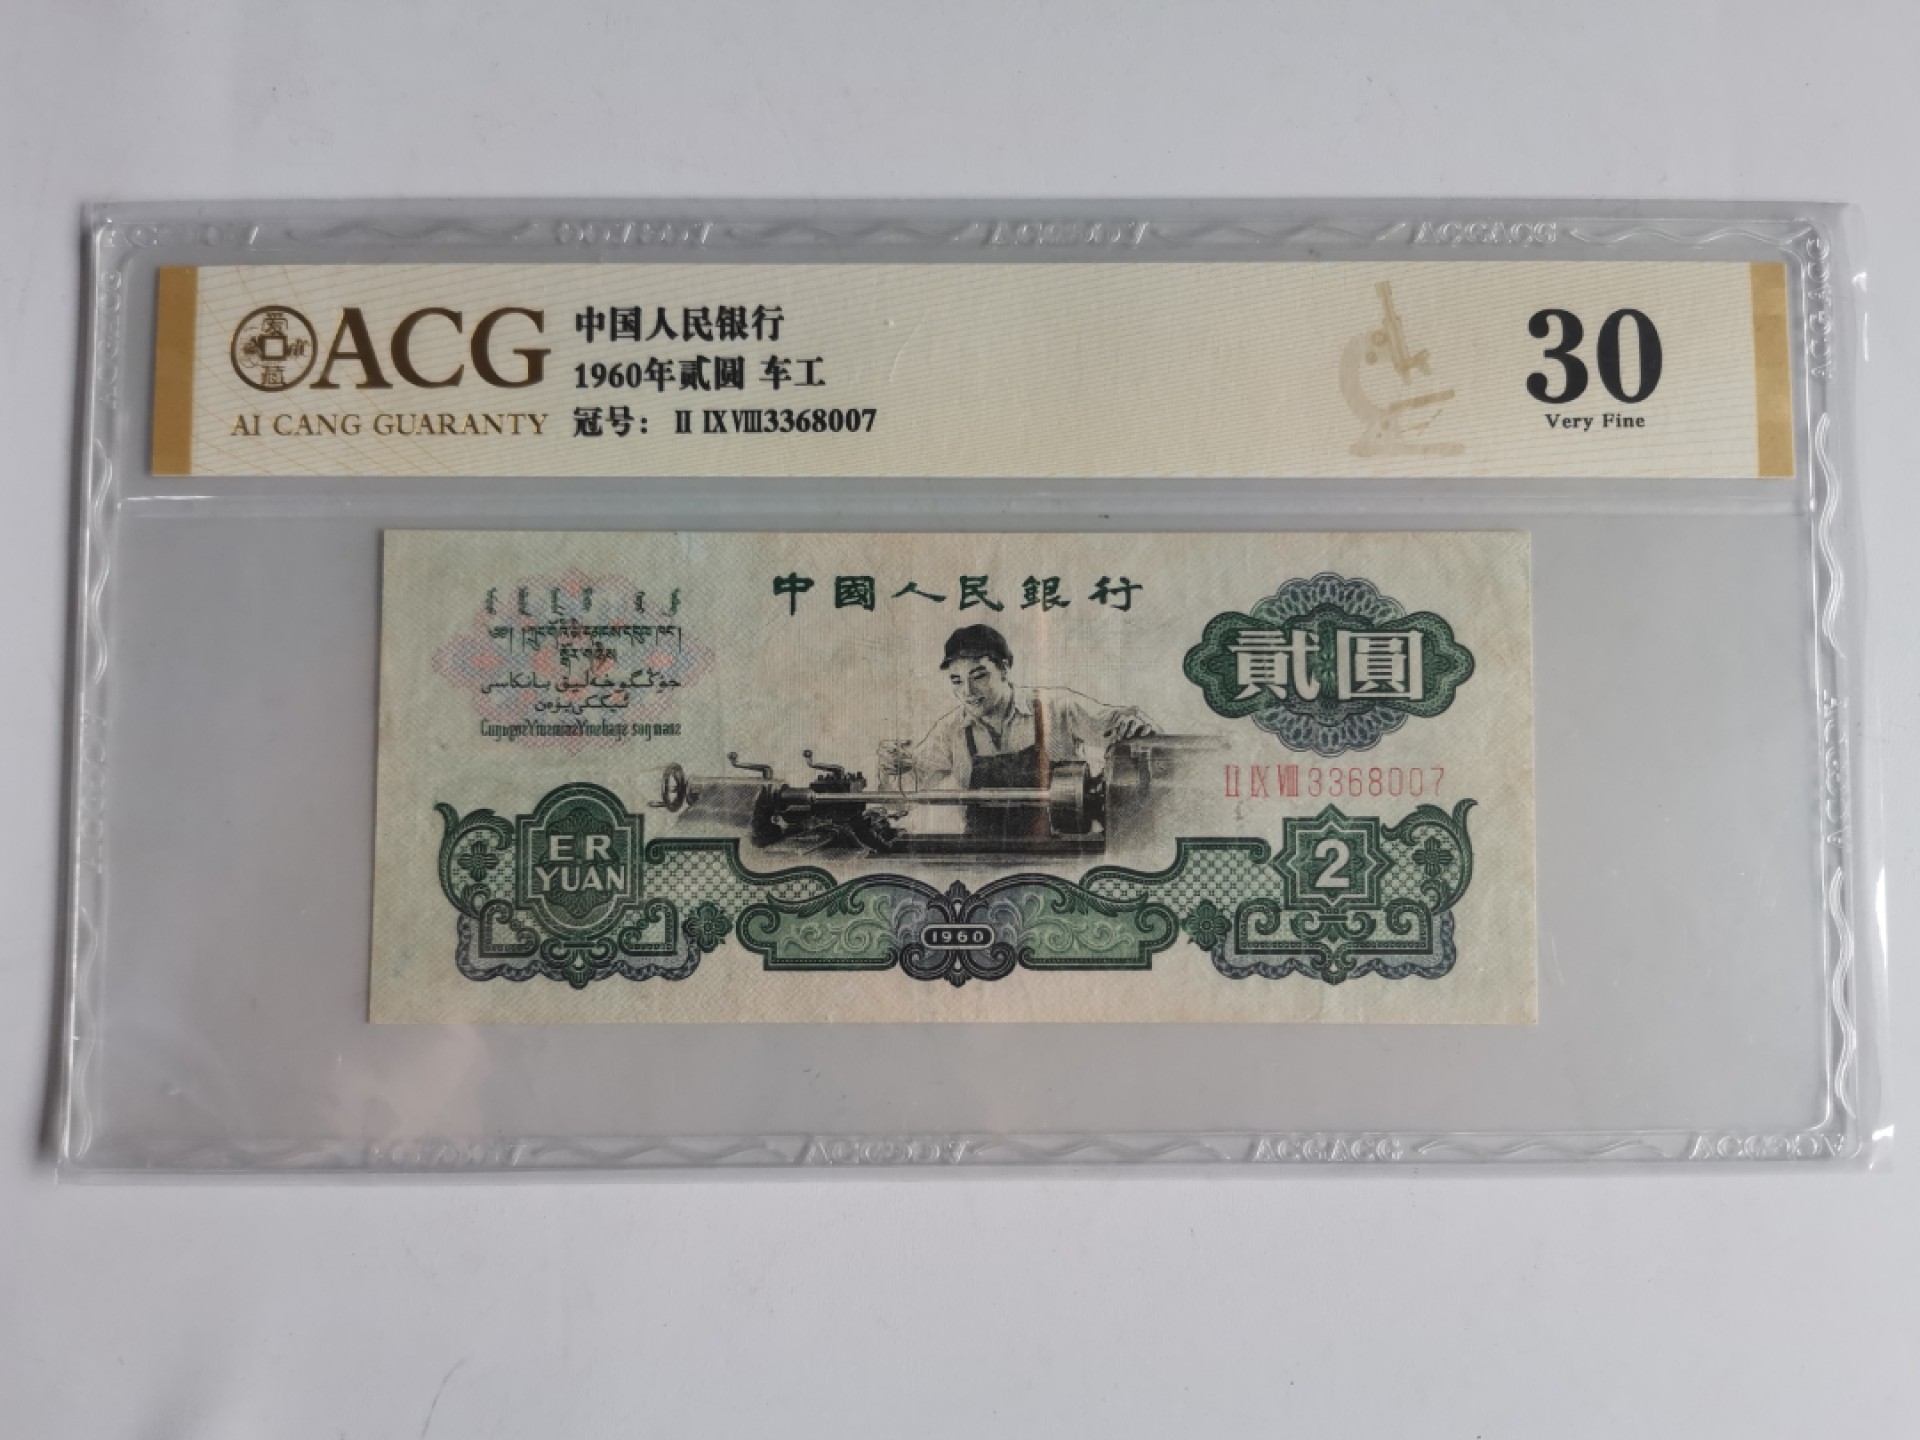 ACG
AI CANG GUARANTY
中国人民银行
1960年贰圆 车工
冠号： Ⅱ Ⅸ Ⅷ3368007
30
Very Fine
中國人民銀行
貳圓
Ⅱ Ⅸ Ⅷ 3368007
ER
YUAN
2
1960
ACGACG
ACGACG